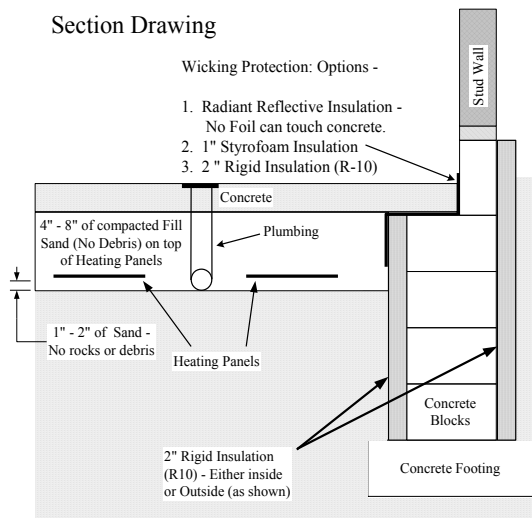 Section Drawing
Wicking Protection: Options -
1. Radiant Reflective Insulation -
No Foil can touch concrete.
2. 1" Styrofoam Insulation
3. 2 " Rigid Insulation (R-10)
Stud Wall
Concrete
4" - 8" of compacted Fill
Sand (No Debris) on top
of Heating Panels
Plumbing
1" - 2" of Sand -
No rocks or debris
Heating Panels
Concrete
Blocks
2" Rigid Insulation
(R10) - Either inside
or Outside (as shown)
Concrete Footing